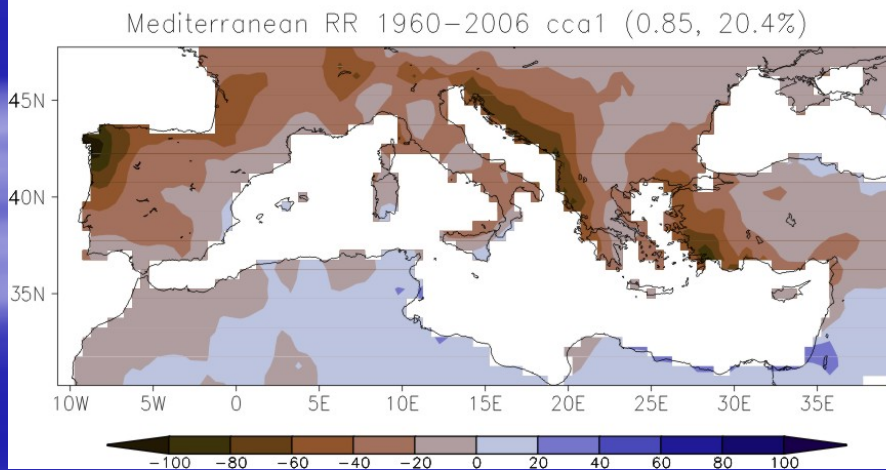 Mediterranean RR 1960-2006 cca1 (0.85, 20.4%)
45N
40N
35N
10W 5W 0 5E 10E 15E 20E 25E 30E 35E
-100 -80 -60 -40 -20 0 20 40 60 80 100